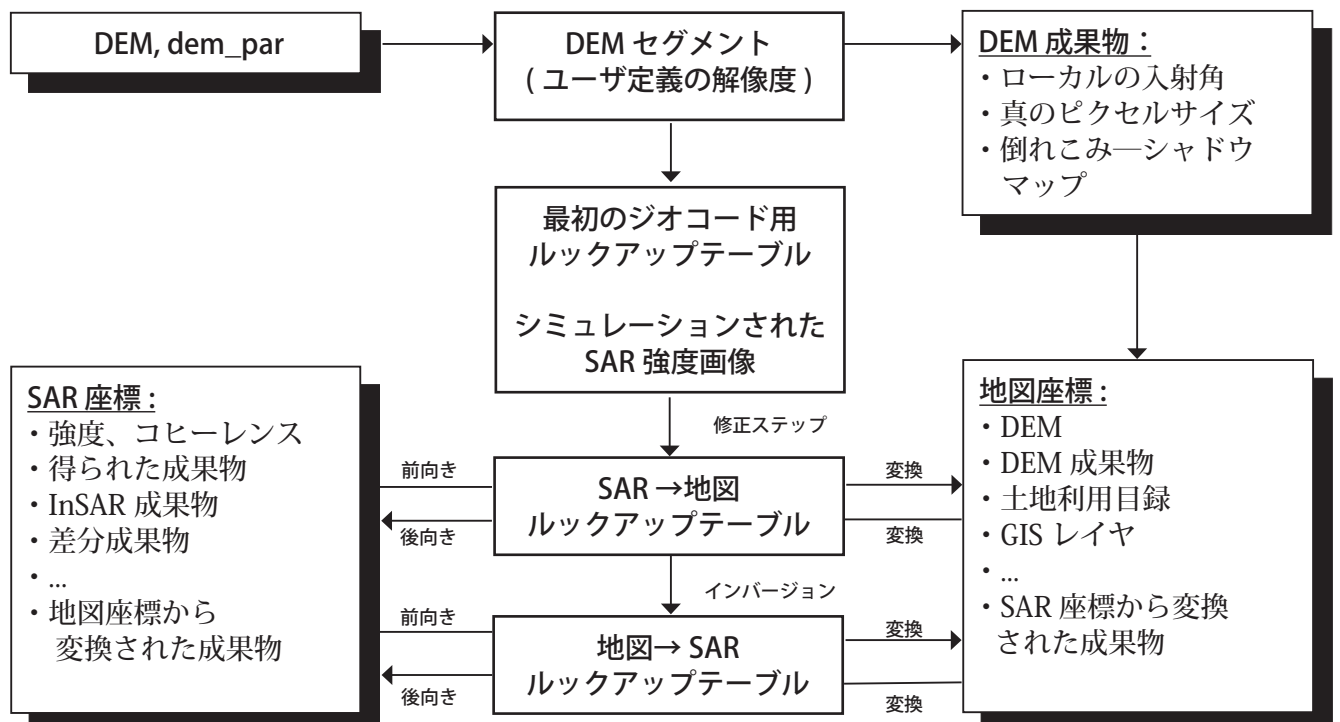 DEM, dem_par
DEM セグメント
( ユーザ定義の解像度 )
DEM 成果物：
・ローカルの入射角
・真のピクセルサイズ
・倒れこみ─シャドウ
マップ
最初のジオコード用
ルックアップテーブル
シミュレーションされた
SAR 強度画像
修正ステップ
SAR 座標 :
・強度、コヒーレンス
・得られた成果物
・InSAR 成果物
・差分成果物
・...
・地図座標から
変換された成果物
前向き
後向き
SAR →地図
ルックアップテーブル
変換
変換
インバージョン
前向き
後向き
地図→ SAR
ルックアップテーブル
変換
変換
地図座標 :
・DEM
・DEM 成果物
・土地利用目録
・GIS レイヤ
・...
・SAR 座標から変換
された成果物